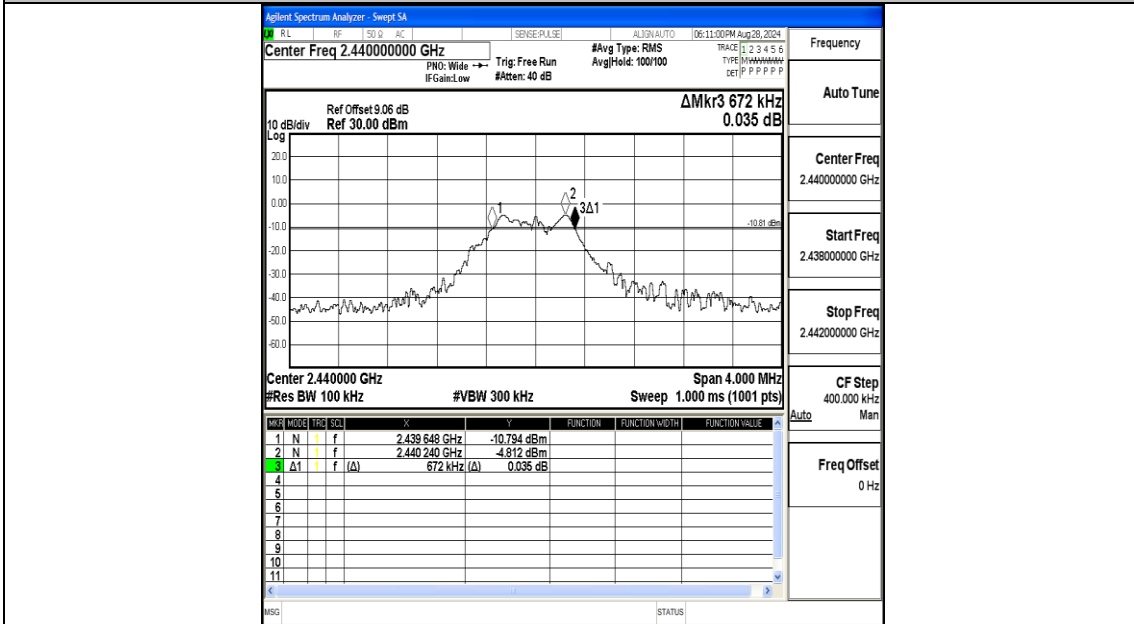 Agilent Spectrum Analyzer - Swept SA
RL RF 50 Ω AC SENSE:PULSE ALIGN AUTO 06:11:00 PM Aug 28, 2024
Center Freq 2.440000000 GHz
PNO: Wide
IFGain:Low
Trig: Free Run
#Atten: 40 dB
#Avg Type: RMS
Avg|Hold: 100/100
TRACE 1 2 3 4 5 6
TYPE
DET P P P P P P
Ref Offset 9.06 dB
Ref 30.00 dBm
10 dB/div
Log
ΔMkr3 672 kHz
0.035 dB
20.0
10.0
0.00
-10.0
-20.0
-30.0
-40.0
-50.0
-60.0
1
2
3Δ1
-10.81 dBm
Center 2.440000 GHz
Span 4.000 MHz
#Res BW 100 kHz
#VBW 300 kHz
Sweep 1.000 ms (1001 pts)
MKR MODE TRC SCL X Y FUNCTION FUNCTION WIDTH FUNCTION VALUE
1 N 1 f 2.439 648 GHz -10.794 dBm
2 N 1 f 2.440 240 GHz -4.812 dBm
3 Δ1 1 f (Δ) 672 kHz (Δ) 0.035 dB
4
5
6
7
8
9
10
11
MSG
STATUS
Frequency
Auto Tune
Center Freq
2.440000000 GHz
Start Freq
2.438000000 GHz
Stop Freq
2.442000000 GHz
CF Step
400.000 kHz
Auto Man
Freq Offset
0 Hz